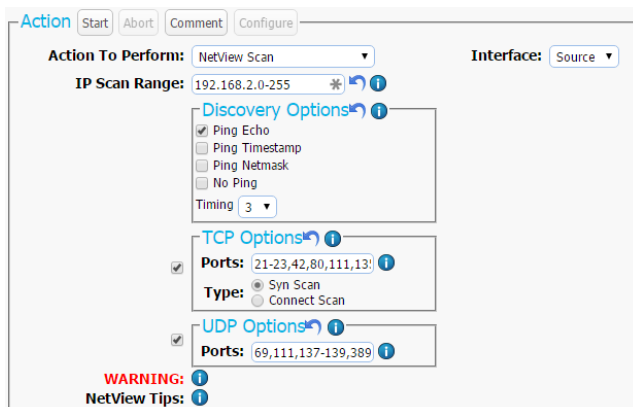 Action Start Abort Comment Configure
Action To Perform: NetView Scan Interface: Source
IP Scan Range: 192.168.2.0-255
Discovery Options
Ping Echo
Ping Timestamp
Ping Netmask
No Ping
Timing 3
TCP Options
Ports: 21-23,42,80,111,135
Type: Syn Scan
Connect Scan
UDP Options
Ports: 69,111,137-139,389
WARNING:
NetView Tips: